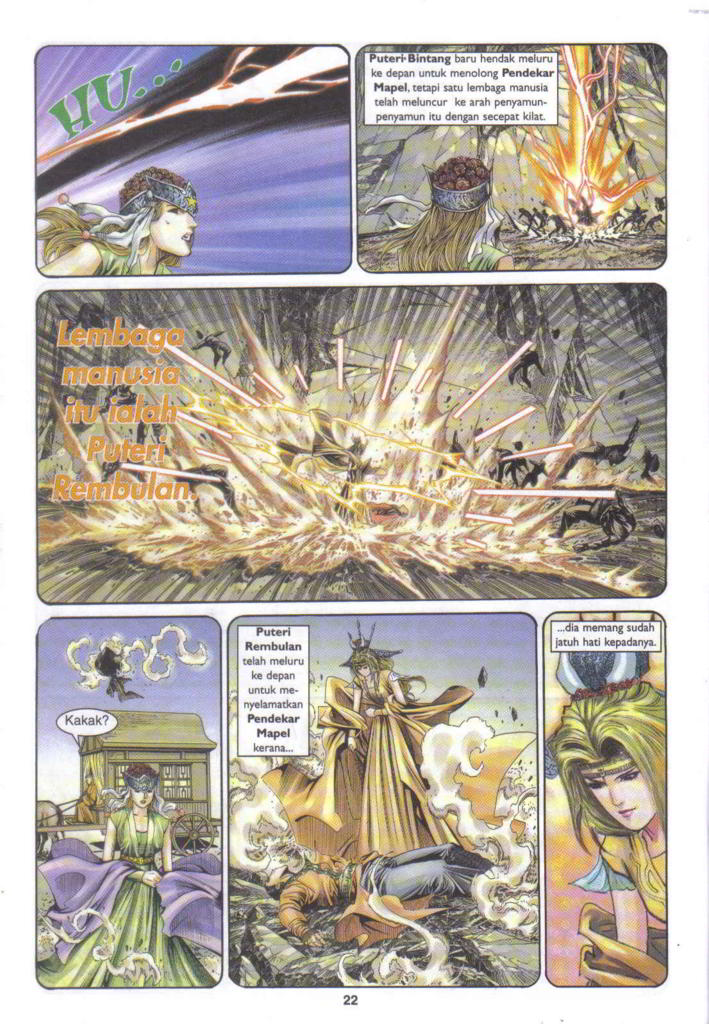 HU...
Puteri Bintang baru hendak meluru
ke depan untuk menolong Pendekar
Mapel, tetapi satu lembaga manusia
telah meluncur ke arah penyamun-
penyamun itu dengan secepat kilat.
Lembaga
manusia
itu ialah
Puteri
Rembulan.
Kakak?
Puteri
Rembulan
telah meluru
ke depan
untuk me-
nyelamatkan
Pendekar
Mapel
kerana...
...dia memang sudah
jatuh hati kepadanya.
22